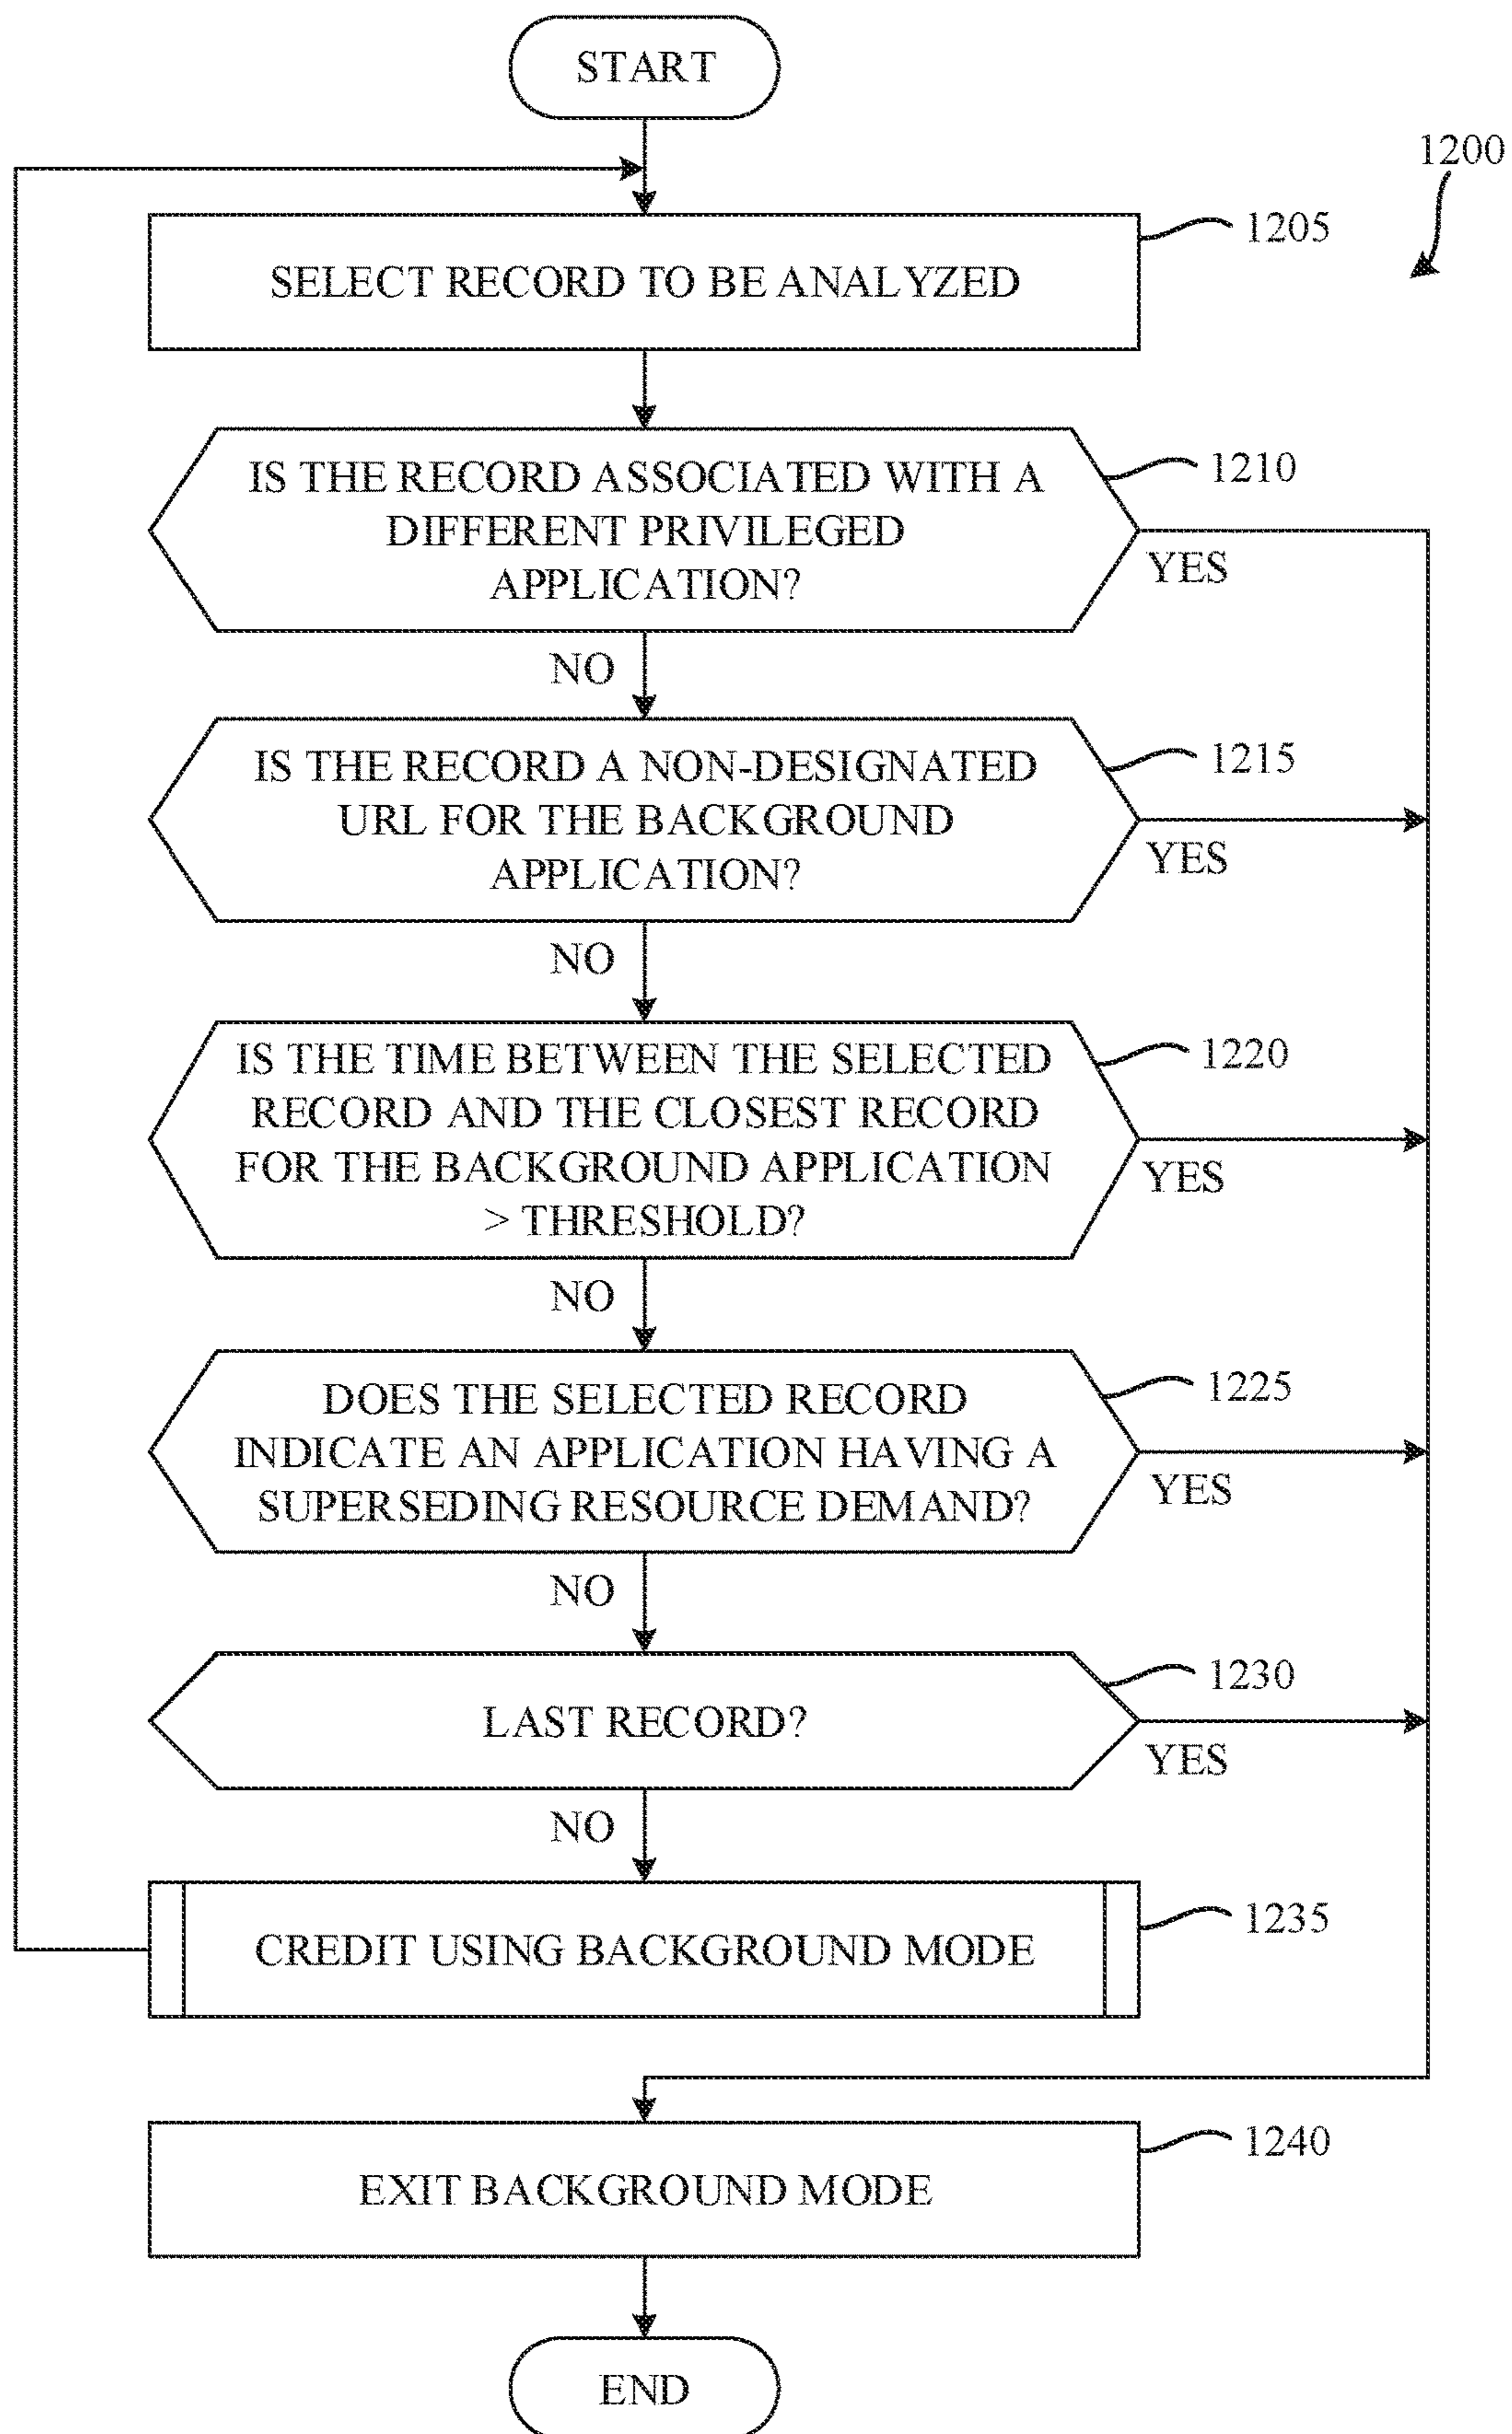 START
1200
1205
SELECT RECORD TO BE ANALYZED
IS THE RECORD ASSOCIATED WITH A
DIFFERENT PRIVILEGED
APPLICATION?
1210
YES
NO
IS THE RECORD A NON-DESIGNATED
URL FOR THE BACKGROUND
APPLICATION?
1215
YES
NO
IS THE TIME BETWEEN THE SELECTED
RECORD AND THE CLOSEST RECORD
FOR THE BACKGROUND APPLICATION
> THRESHOLD?
1220
YES
NO
DOES THE SELECTED RECORD
INDICATE AN APPLICATION HAVING A
SUPERSEDING RESOURCE DEMAND?
1225
YES
NO
LAST RECORD?
1230
YES
NO
CREDIT USING BACKGROUND MODE
1235
EXIT BACKGROUND MODE
1240
END